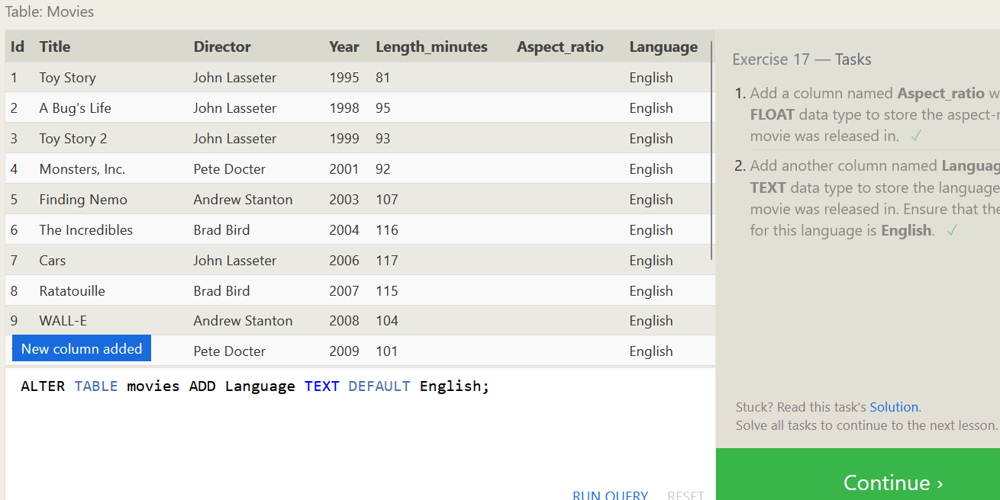 Table: Movies
Id Title Director Year Length_minutes Aspect_ratio Language
1 Toy Story John Lasseter 1995 81 English
2 A Bug's Life John Lasseter 1998 95 English
3 Toy Story 2 John Lasseter 1999 93 English
4 Monsters, Inc. Pete Docter 2001 92 English
5 Finding Nemo Andrew Stanton 2003 107 English
6 The Incredibles Brad Bird 2004 116 English
7 Cars John Lasseter 2006 117 English
8 Ratatouille Brad Bird 2007 115 English
9 WALL-E Andrew Stanton 2008 104 English
New column added Pete Docter 2009 101 English
ALTER TABLE movies ADD Language TEXT DEFAULT English;
RUN QUERY RESET
Exercise 17 — Tasks
1. Add a column named Aspect_ratio w
FLOAT data type to store the aspect-r
movie was released in. ✓
2. Add another column named Languag
TEXT data type to store the language
movie was released in. Ensure that the
for this language is English. ✓
Stuck? Read this task's Solution.
Solve all tasks to continue to the next lesson.
Continue ›